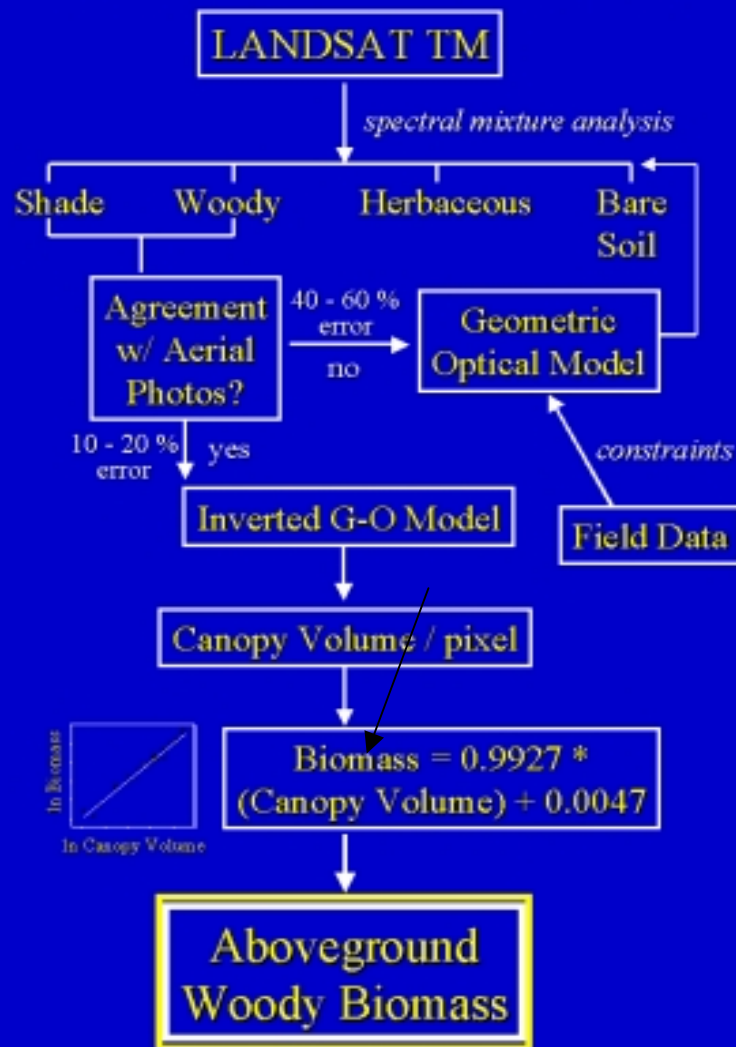 LANDSAT TM
spectral mixture analysis
Shade
Woody
Herbaceous
Bare
Soil
Agreement
w/ Aerial
Photos?
40 - 60 %
error
no
Geometric
Optical Model
10 - 20 %
error
yes
constraints
Inverted G-O Model
Field Data
Canopy Volume / pixel
ln Biomass
ln Canopy Volume
Biomass = 0.9927 *
(Canopy Volume) + 0.0047
Aboveground
Woody Biomass